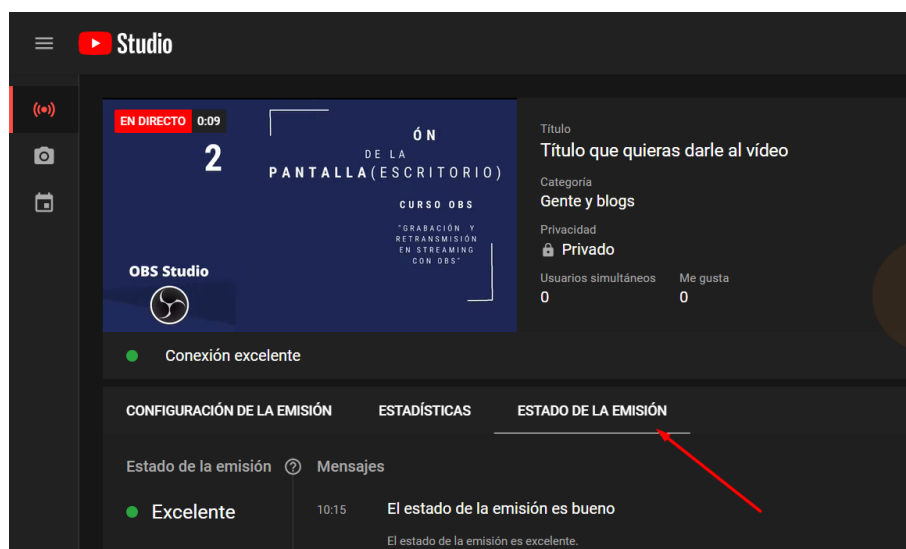 Studio
EN DIRECTO 0:09
2
ÓN
DE LA
PANTALLA(ESCRITORIO)
CURSO OBS
"GRABACIÓN Y
RETRANSMISIÓN
EN STREAMING
CON OBS"
OBS Studio
Título
Título que quieras darle al vídeo
Categoría
Gente y blogs
Privacidad
Privado
Usuarios simultáneos Me gusta
0 0
Conexión excelente
CONFIGURACIÓN DE LA EMISIÓN ESTADÍSTICAS ESTADO DE LA EMISIÓN
Estado de la emisión ? Mensajes
Excelente 10:15 El estado de la emisión es bueno
El estado de la emisión es excelente.